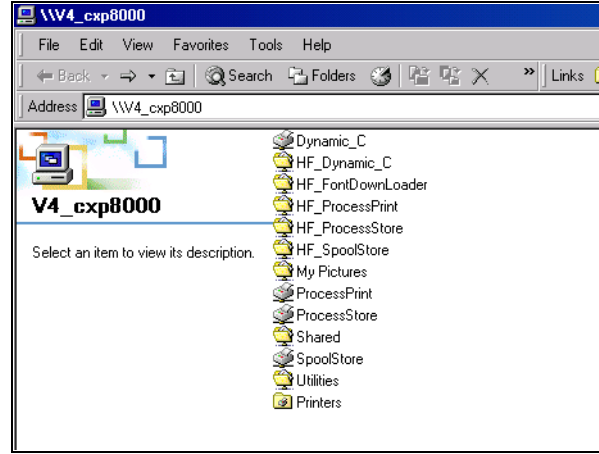 \\V4_cxp8000
File Edit View Favorites Tools Help
Back Search Folders » Links
Address \\V4_cxp8000
V4_cxp8000
Select an item to view its description.
Dynamic_C
HF_Dynamic_C
HF_FontDownLoader
HF_ProcessPrint
HF_ProcessStore
HF_SpoolStore
My Pictures
ProcessPrint
ProcessStore
Shared
SpoolStore
Utilities
Printers